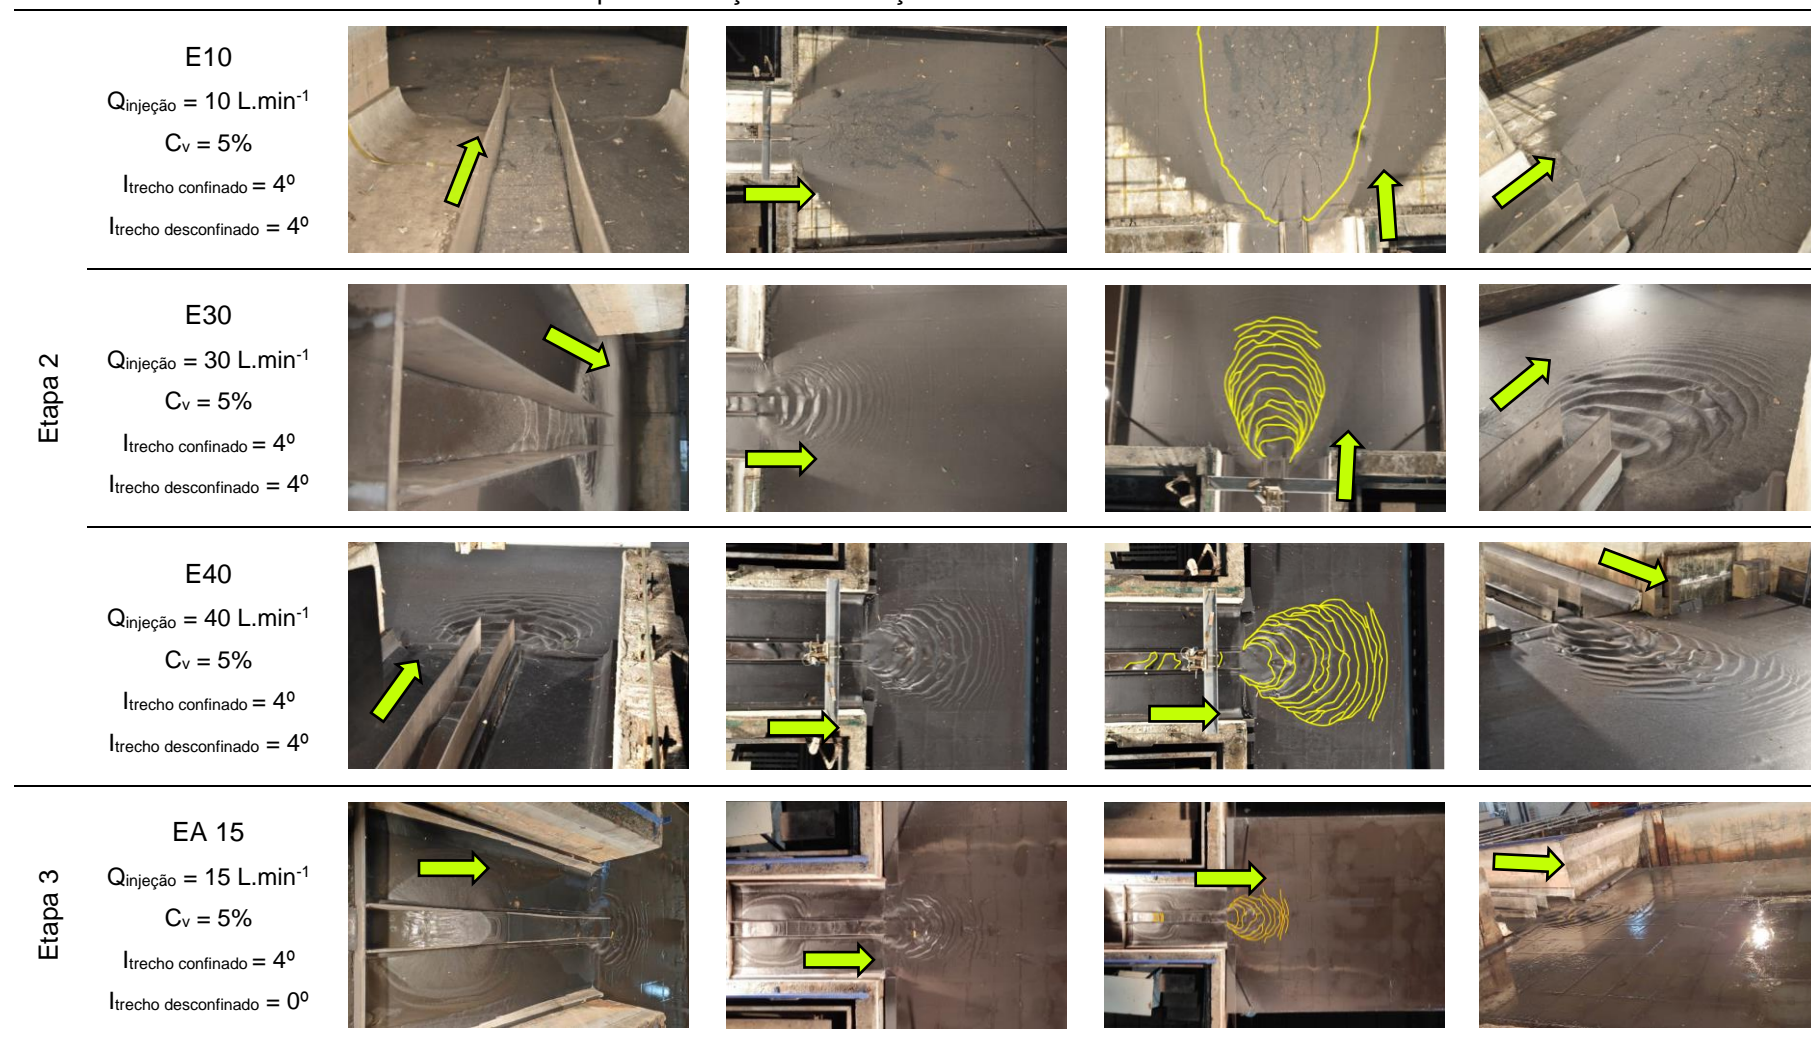 E10
Qinjeção = 10 L.min-1
Cv = 5%
Itrecho confinado = 4º
Itrecho desconfinado = 4º
Etapa 2
E30
Qinjeção = 30 L.min-1
Cv = 5%
Itrecho confinado = 4º
Itrecho desconfinado = 4º
E40
Qinjeção = 40 L.min-1
Cv = 5%
Itrecho confinado = 4º
Itrecho desconfinado = 4º
Etapa 3
EA 15
Qinjeção = 15 L.min-1
Cv = 5%
Itrecho confinado = 4º
Itrecho desconfinado = 0º